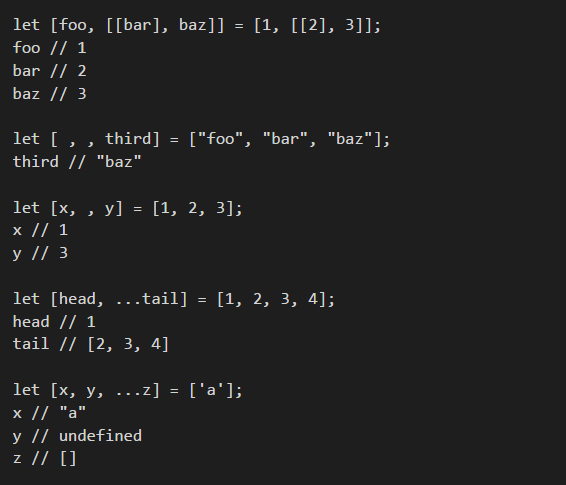 let [foo, [[bar], baz]] = [1, [[2], 3]];
foo // 1
bar // 2
baz // 3
let [ , , third] = ["foo", "bar", "baz"];
third // "baz"
let [x, , y] = [1, 2, 3];
x // 1
y // 3
let [head, ...tail] = [1, 2, 3, 4];
head // 1
tail // [2, 3, 4]
let [x, y, ...z] = ['a'];
x // "a"
y // undefined
z // []